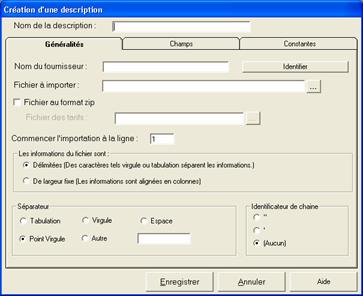 Création d'une description
Nom de la description :
Généralités Champs Constantes
Nom du fournisseur : Identifier
Fichier à importer : ...
Fichier au format zip
Fichier des tarifs : ...
Commencer l'importation à la ligne : 1
Les informations du fichier sont :
Délimitées (Des caractères tels virgule ou tabulation séparent les informations.)
De largeur fixe (Les informations sont alignées en colonnes)
Séparateur Identificateur de chaine
Tabulation Virgule Espace "
'
Point Virgule Autre (Aucun)
Enregistrer Annuler Aide